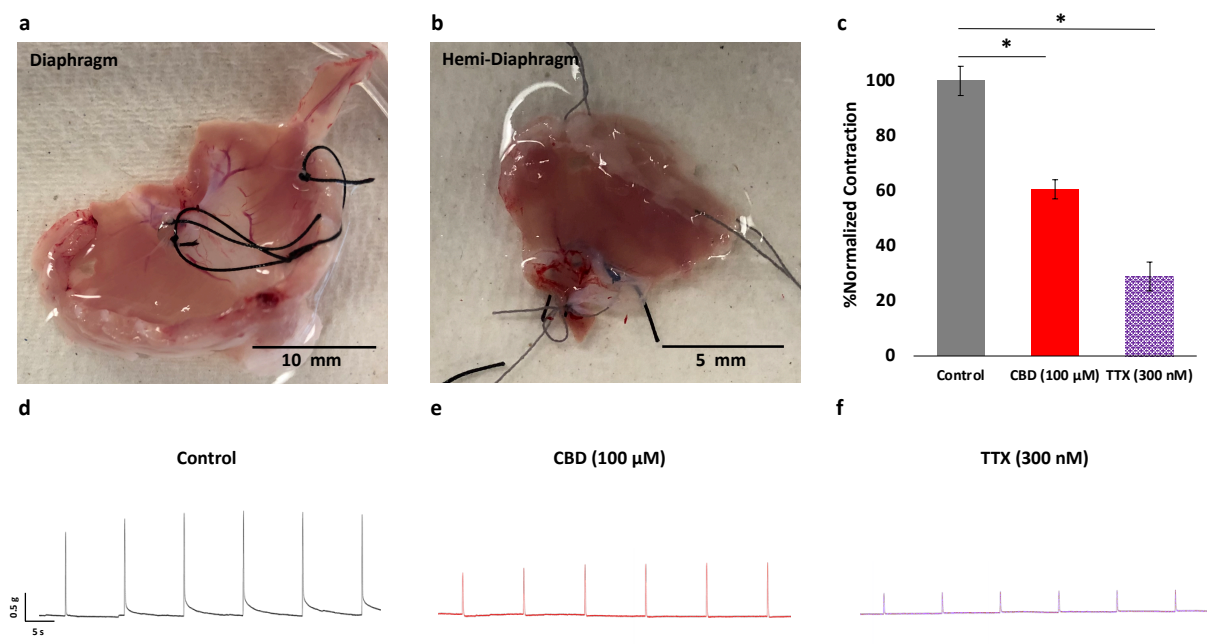 a
Diaphragm
10 mm
b
Hemi-Diaphragm
5 mm
c
*
*
%Normalized Contraction
100
80
60
40
20
0
Control
CBD (100 µM)
TTX (300 nM)
d
Control
0.5 g
5 s
e
CBD (100 µM)
f
TTX (300 nM)